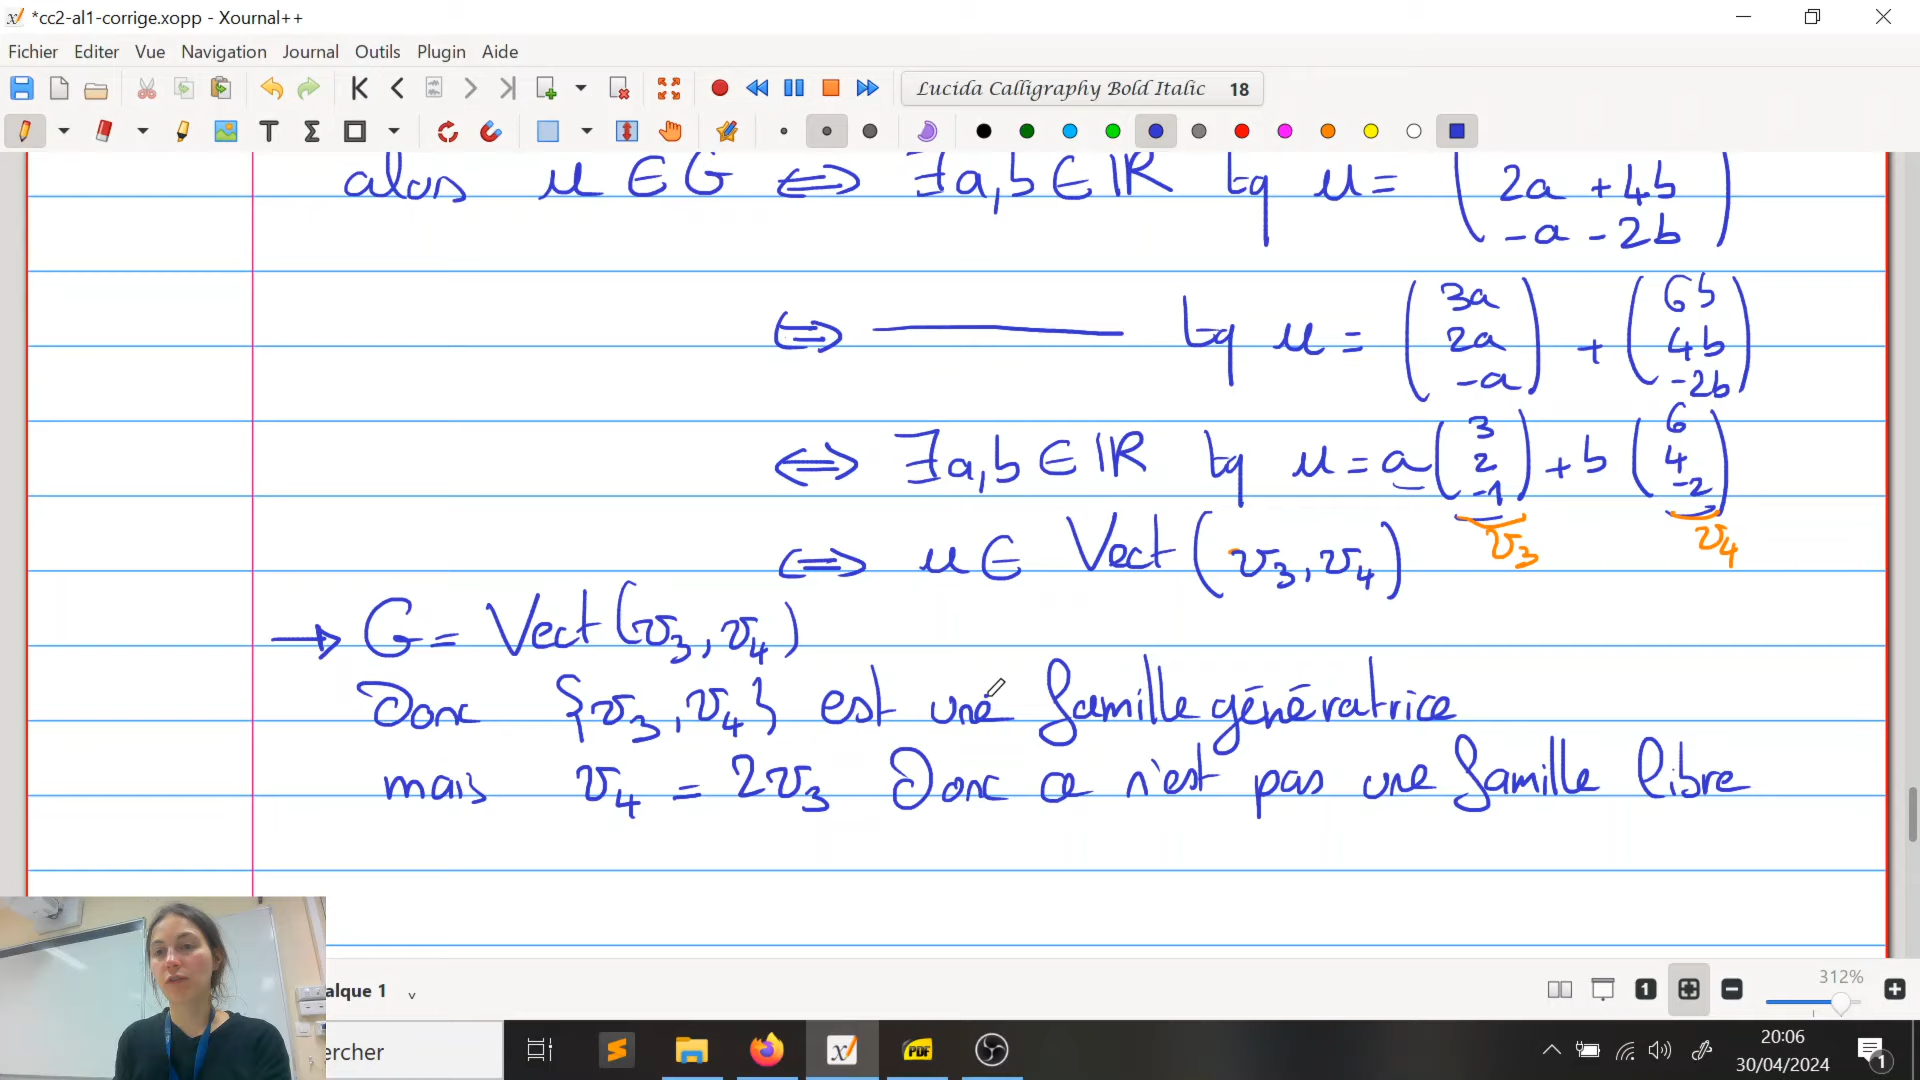 *cc2-al1-corrige.xopp - Xournal++
Fichier Editer Vue Navigation Journal Outils Plugin Aide
Lucida Calligraphy Bold Italic 18
alors u ∈ G ⟺ ∃ a, b ∈ ℝ tq u = ( 2a + 4b
-a - 2b )
⟺ ——— tq u = ( 3a 2a -a ) + ( 6b 4b -2b )
⟺ ∃ a, b ∈ ℝ tq u = a ( 3 2 -1 ) + b ( 6 4 -2 )
v3 v4
⟺ u ∈ Vect ( v3, v4 )
→ G = Vect ( v3, v4 )
Donc {v3, v4} est une famille génératrice
mais v4 = 2v3 Donc ce n'est pas une famille libre
alque 1
1
312%
ercher
PDF
20:06
30/04/2024
1